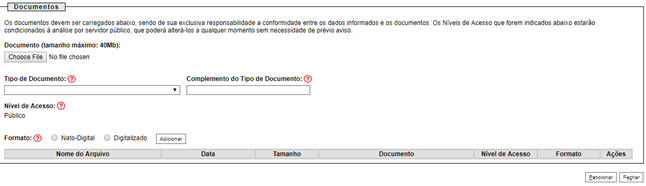 Documentos
Os documentos devem ser carregados abaixo, sendo de sua exclusiva responsabilidade a conformidade entre os dados informados e os documentos. Os Níveis de Acesso que forem indicados abaixo estarão
condicionados à análise por servidor público, que poderá alterá-los a qualquer momento sem necessidade de prévio aviso.
Documento (tamanho máximo: 40Mb):
Choose File No file chosen
Tipo de Documento: ? Complemento do Tipo de Documento: ?
Nível de Acesso: ?
Público
Formato: ? Nato-Digital Digitalizado Adicionar
Nome do Arquivo Data Tamanho Documento Nível de Acesso Formato Ações
Peticionar Fechar